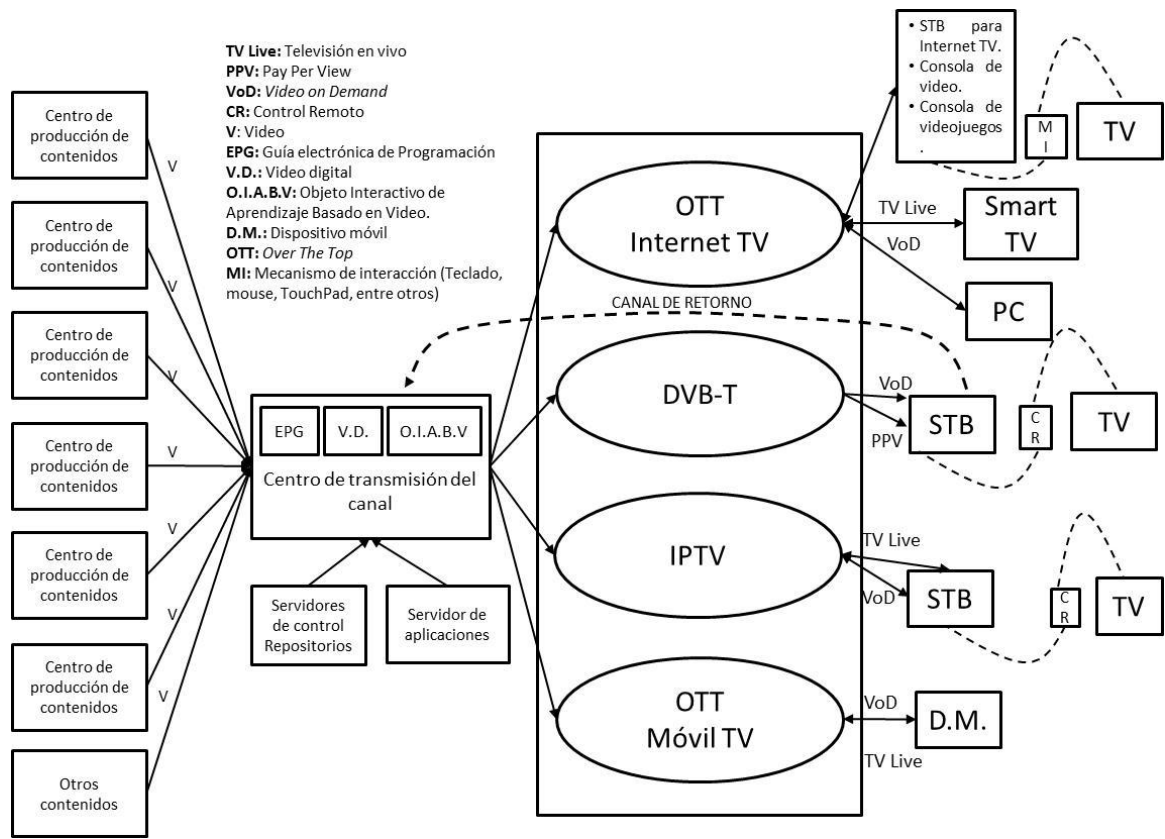 TV Live: Televisión en vivo
PPV: Pay Per View
VoD: Video on Demand
CR: Control Remoto
V: Video
EPG: Guía electrónica de Programación
V.D.: Video digital
O.I.A.B.V: Objeto Interactivo de
Aprendizaje Basado en Video.
D.M.: Dispositivo móvil
OTT: Over The Top
MI: Mecanismo de interacción (Teclado,
mouse, TouchPad, entre otros)
Centro de
producción de
contenidos
V
Centro de
producción de
contenidos
V
Centro de
producción de
contenidos
V
Centro de
producción de
contenidos
V
Centro de
producción de
contenidos
V
Centro de
producción de
contenidos
V
Otros
contenidos
V
EPG
V.D.
O.I.A.B.V
Centro de transmisión del
canal
Servidores
de control
Repositorios
Servidor de
aplicaciones
CANAL DE RETORNO
OTT
Internet TV
DVB-T
IPTV
OTT
Móvil TV
• STB para
Internet TV.
• Consola de
video.
• Consola de
videojuegos
.
M
I
TV
TV Live
Smart
TV
VoD
PC
VoD
PPV
STB
C
R
TV
TV Live
VoD
STB
C
R
TV
VoD
TV Live
D.M.